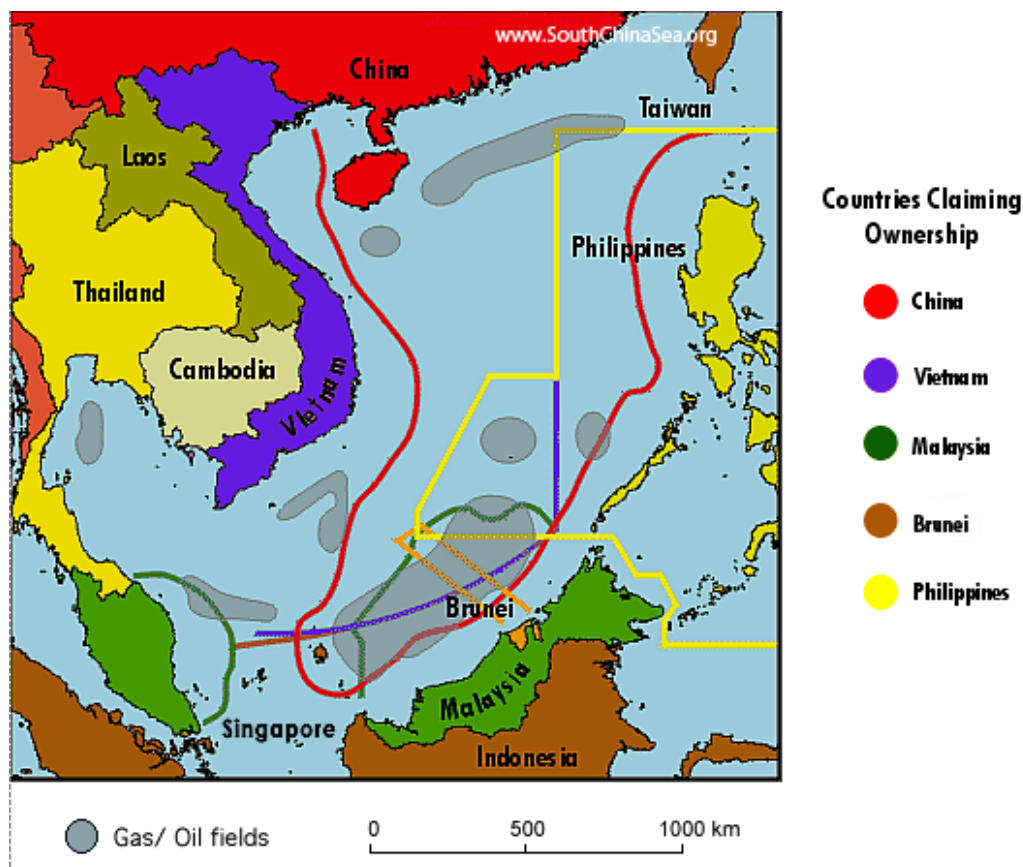 www.SouthChinaSea.org
China
Taiwan
Laos
Countries Claiming
Ownership
Philippines
Thailand
China
Cambodia
Vietnam
Vietnam
Malaysia
Brunei
Philippines
Brunei
Malaysia
Singapore
Indonesia
Gas/ Oil fields
0 500 1000 km